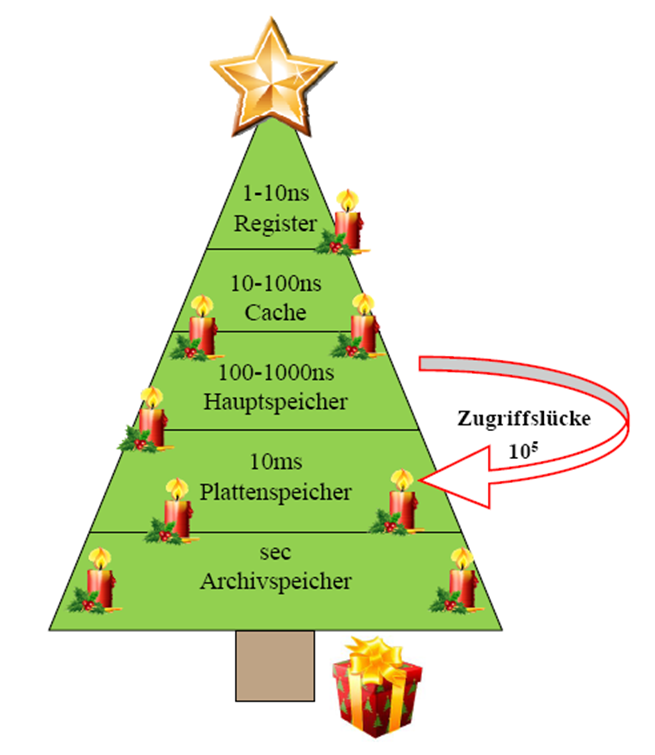 1-10ns
Register
10-100ns
Cache
100-1000ns
Hauptspeicher
Zugriffslücke
10⁵
10ms
Plattenspeicher
sec
Archivspeicher